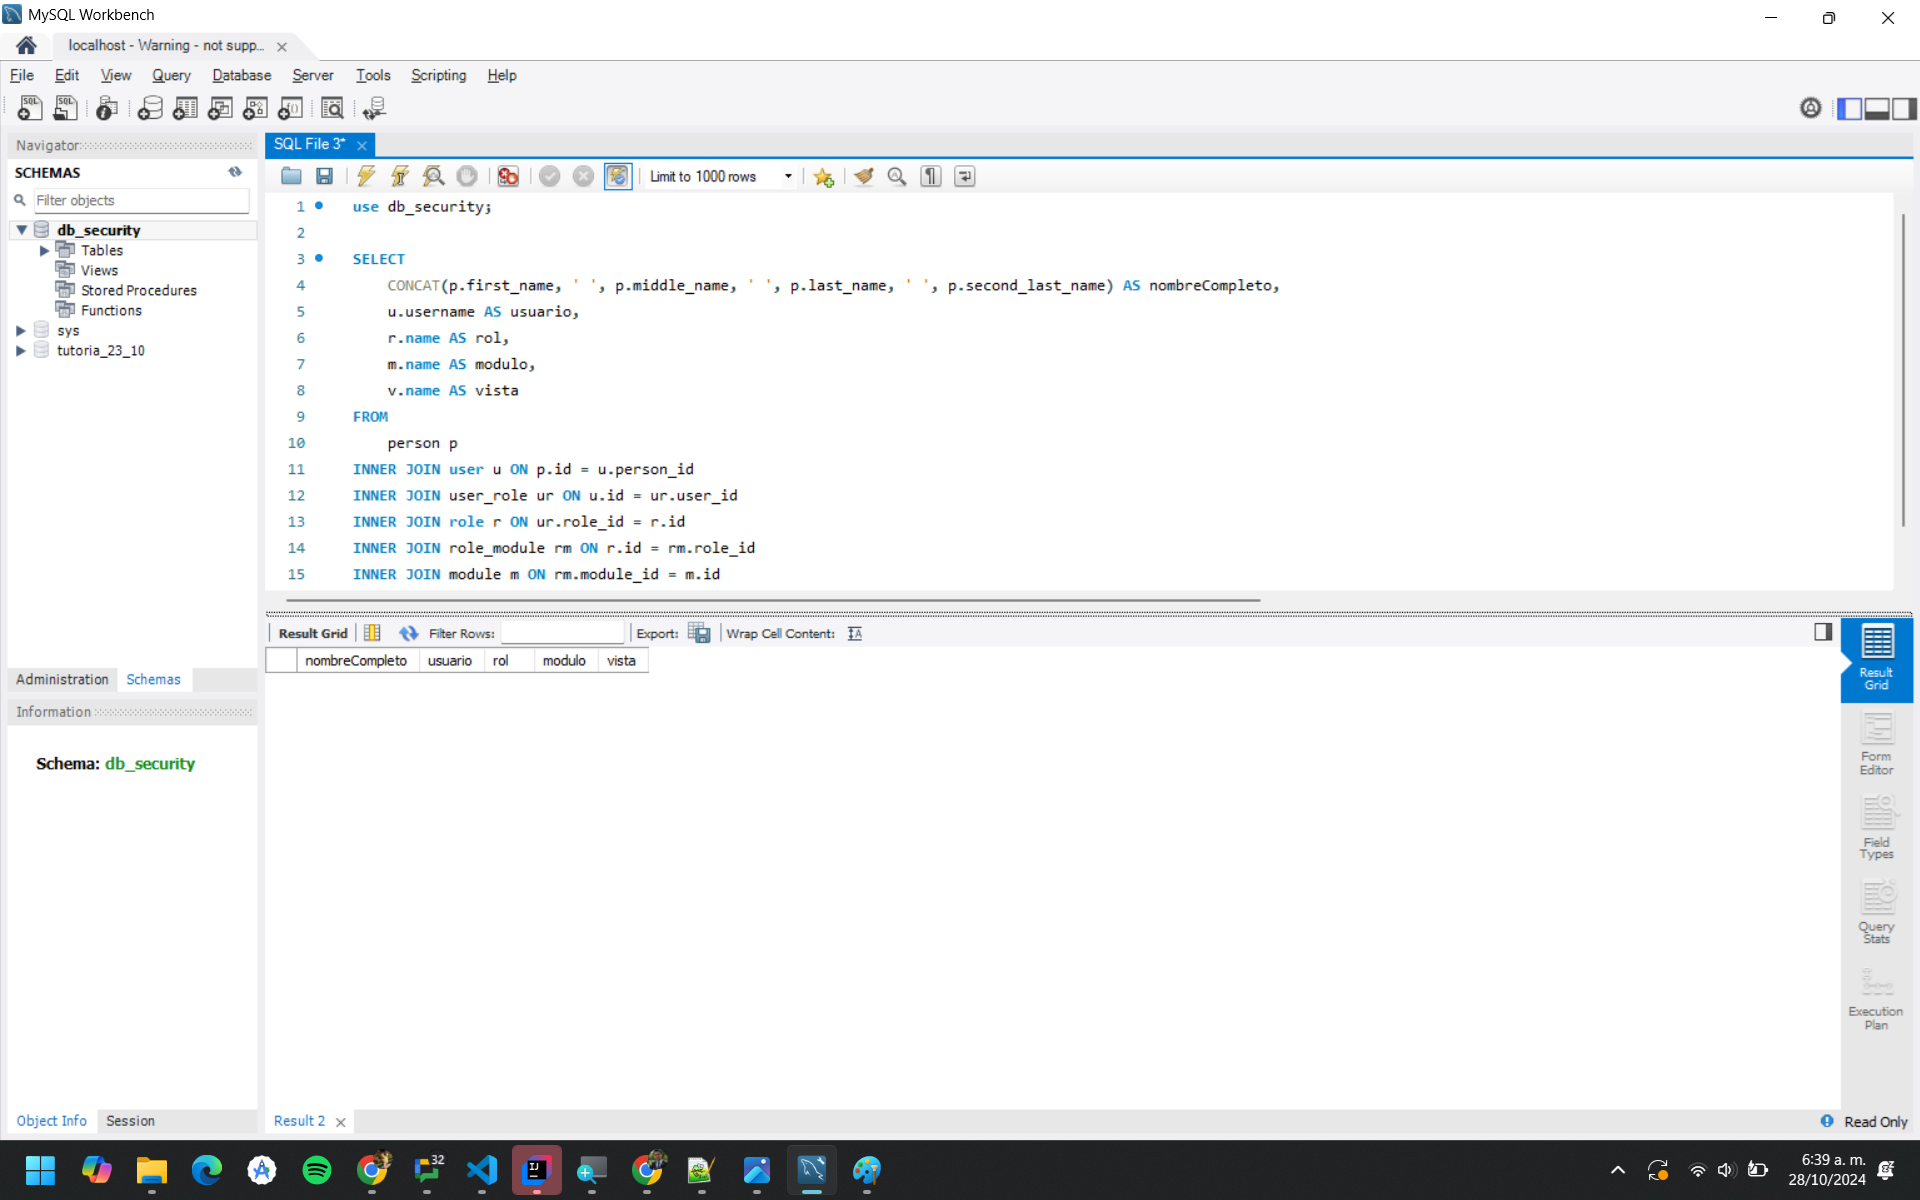 MySQL Workbench
localhost - Warning - not supp...
File Edit View Query Database Server Tools Scripting Help
Navigator
SCHEMAS
Filter objects
db_security
Tables
Views
Stored Procedures
Functions
sys
tutoria_23_10
Administration Schemas
Information
Schema: db_security
Object Info Session
SQL File 3*
Limit to 1000 rows
1 use db_security;
2
3 SELECT
4 CONCAT(p.first_name, ' ', p.middle_name, ' ', p.last_name, ' ', p.second_last_name) AS nombreCompleto,
5 u.username AS usuario,
6 r.name AS rol,
7 m.name AS modulo,
8 v.name AS vista
9 FROM
10 person p
11 INNER JOIN user u ON p.id = u.person_id
12 INNER JOIN user_role ur ON u.id = ur.user_id
13 INNER JOIN role r ON ur.role_id = r.id
14 INNER JOIN role_module rm ON r.id = rm.role_id
15 INNER JOIN module m ON rm.module_id = m.id
Result Grid Filter Rows: Export: Wrap Cell Content:
nombreCompleto usuario rol modulo vista
Result
Grid
Form
Editor
Field
Types
Query
Stats
Execution
Plan
Result 2
Read Only
32
6:39 a. m.
28/10/2024